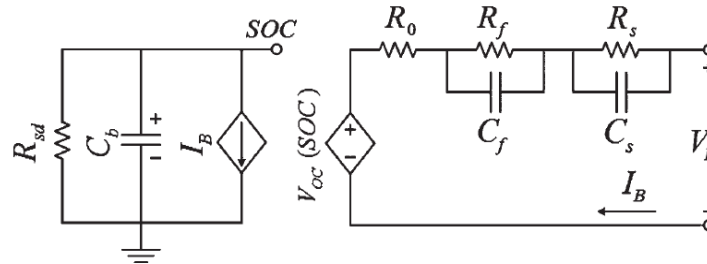 SOC
R_sd
C_b
+
-
I_B
V_OC (SOC)
+
-
R_0
R_f
C_f
R_s
C_s
I_B